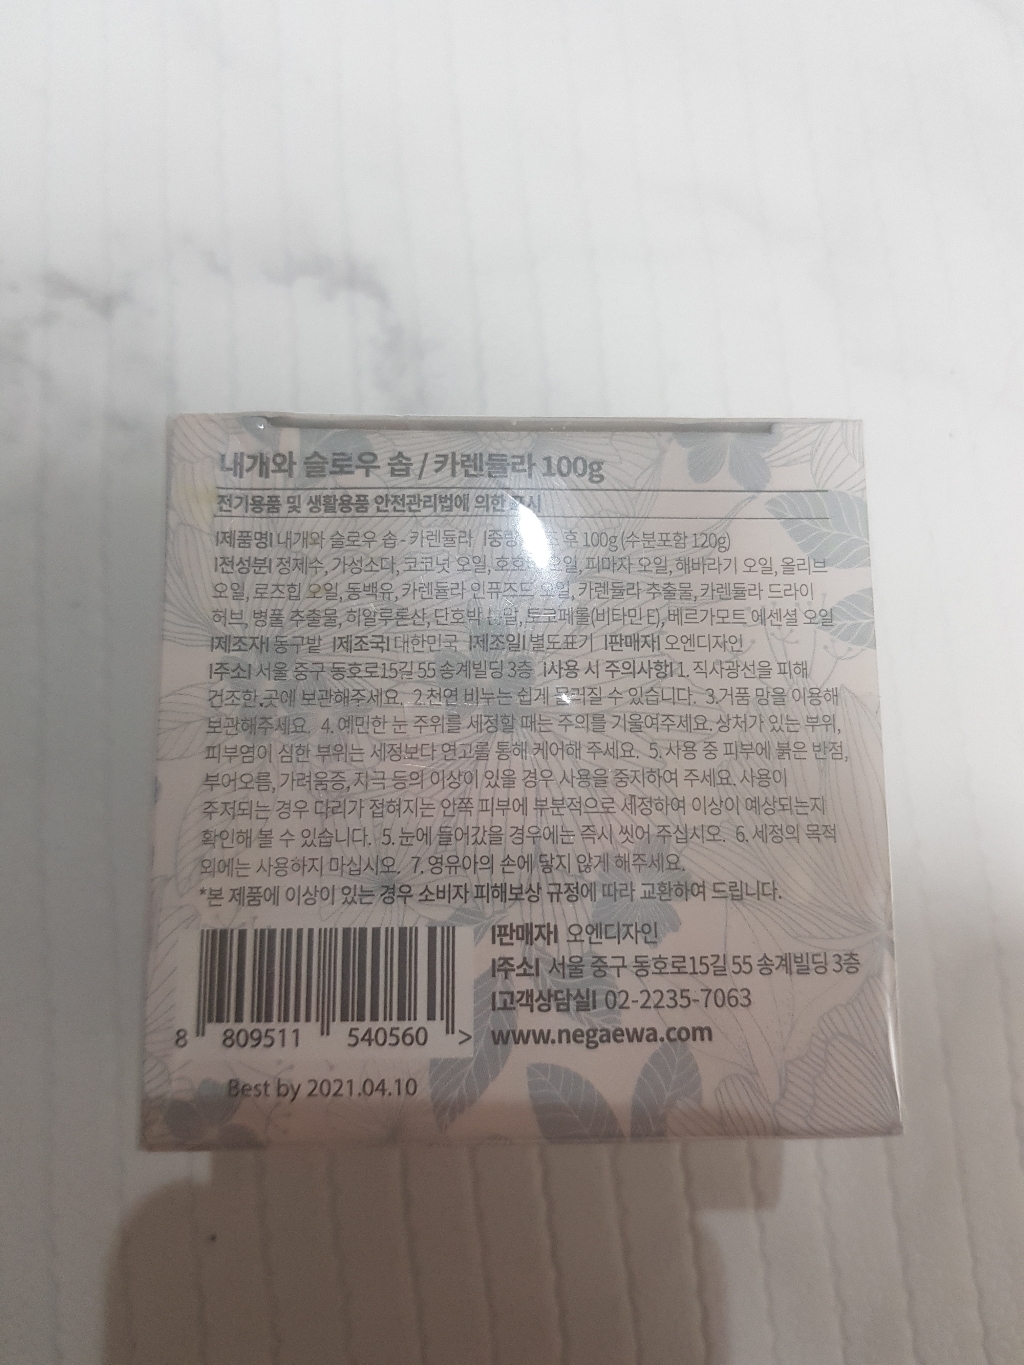 내개와 슬로우 솝 / 카렌듈라 100g
전기용품 및 생활용품 안전관리법에 의한 표시
|제품명| 내개와 슬로우 솝 - 카렌듈라 |중량| 후 100g (수분포함 120g)
|전성분| 정제수, 가성소다, 코코넛 오일, 호호바 오일, 피마자 오일, 해바라기 오일, 올리브
오일, 로즈힙 오일, 동백유, 카렌듈라 인퓨즈드 오일, 카렌듈라 추출물, 카렌듈라 드라이
허브, 병풀 추출물, 히알루론산, 단호박 분말, 토코페롤(비타민 E), 베르가모트 에센셜 오일
|제조자| 동구밭 |제조국| 대한민국 |제조일| 별도표기 |판매자| 오엔디자인
|주소| 서울 중구 동호로15길 55 송계빌딩 3층 |사용 시 주의사항| 1. 직사광선을 피해
건조한 곳에 보관해주세요. 2.천연 비누는 쉽게 물러질 수 있습니다. 3.거품 망을 이용해
보관해주세요. 4. 예민한 눈 주위를 세정할 때는 주의를 기울여주세요. 상처가 있는 부위,
피부염이 심한 부위는 세정보다 연고를 통해 케어해 주세요. 5. 사용 중 피부에 붉은 반점,
부어오름, 가려움증, 자극 등의 이상이 있을 경우 사용을 중지하여 주세요. 사용이
주저되는 경우 다리가 접혀지는 안쪽 피부에 부분적으로 세정하여 이상이 예상되는지
확인해 볼 수 있습니다. 5. 눈에 들어갔을 경우에는 즉시 씻어 주십시오. 6. 세정의 목적
외에는 사용하지 마십시오. 7. 영유아의 손에 닿지 않게 해주세요.
*본 제품에 이상이 있는 경우 소비자 피해보상 규정에 따라 교환하여 드립니다.
|판매자| 오엔디자인
|주소| 서울 중구 동호로15길 55 송계빌딩 3층
|고객상담실| 02-2235-7063
www.negaewa.com
8 809511 540560 >
Best by 2021.04.10